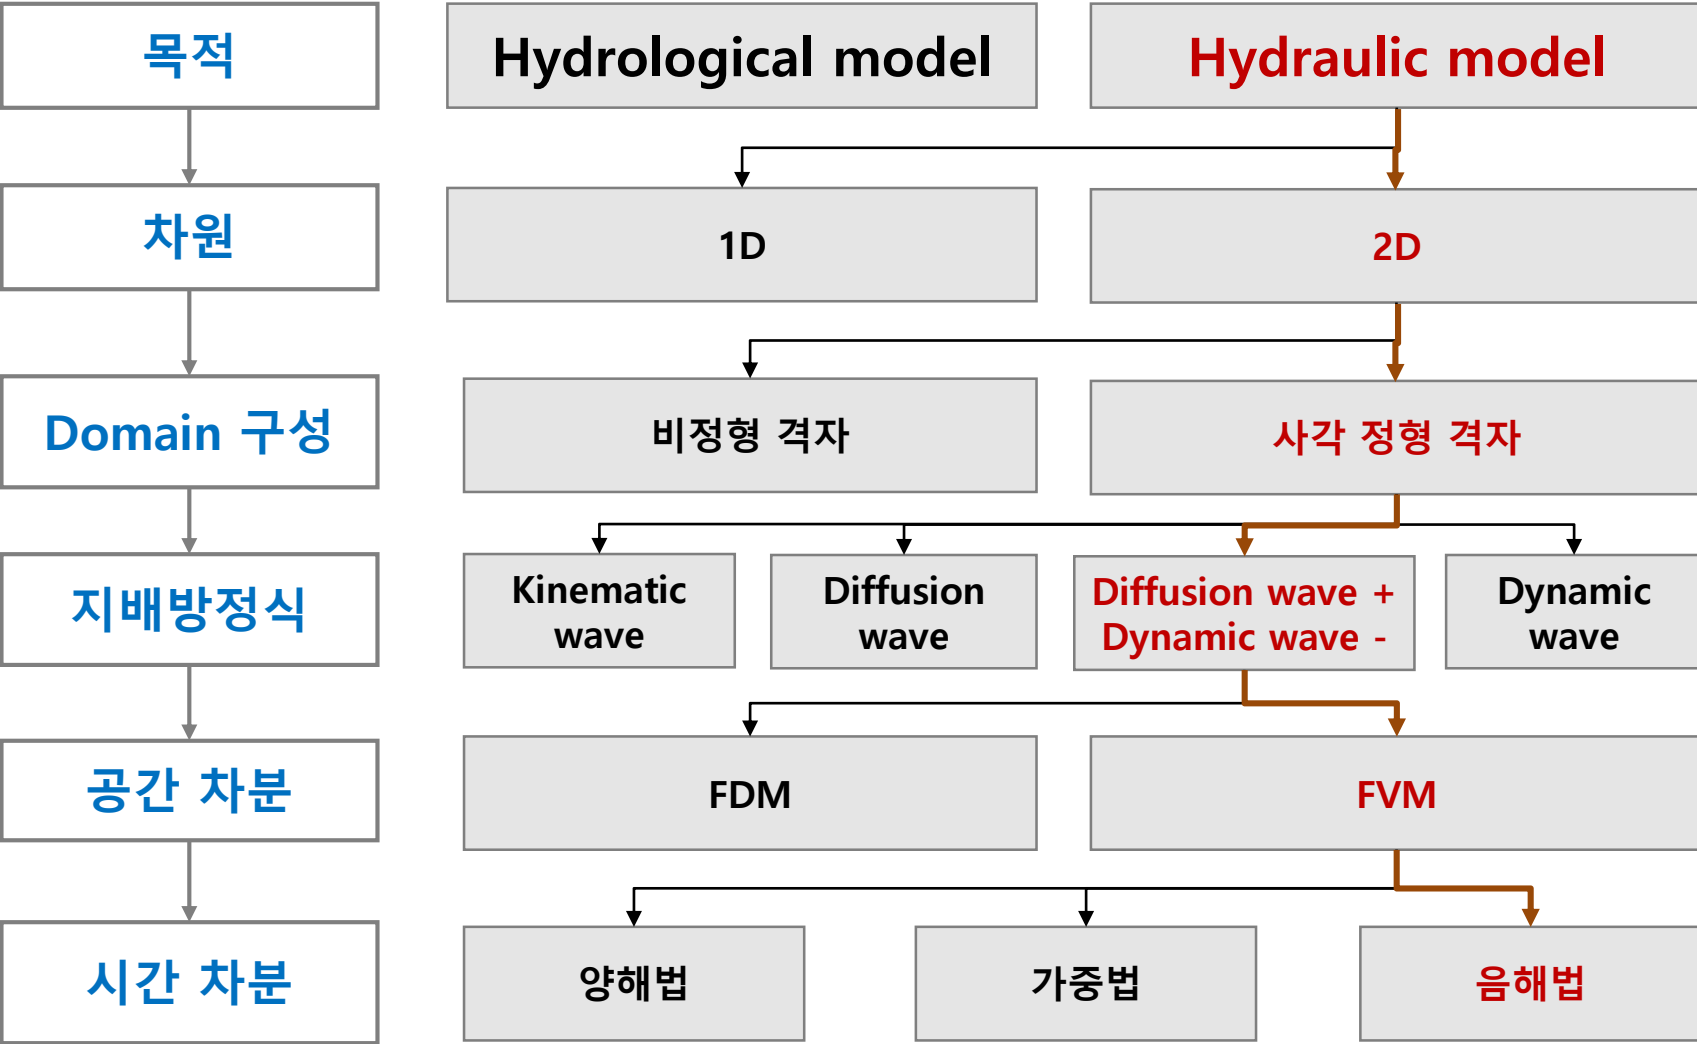 목적
Hydrological model
Hydraulic model
차원
1D
2D
Domain 구성
비정형 격자
사각 정형 격자
지배방정식
Kinematic
wave
Diffusion
wave
Diffusion wave +
Dynamic wave -
Dynamic
wave
공간 차분
FDM
FVM
시간 차분
양해법
가중법
음해법